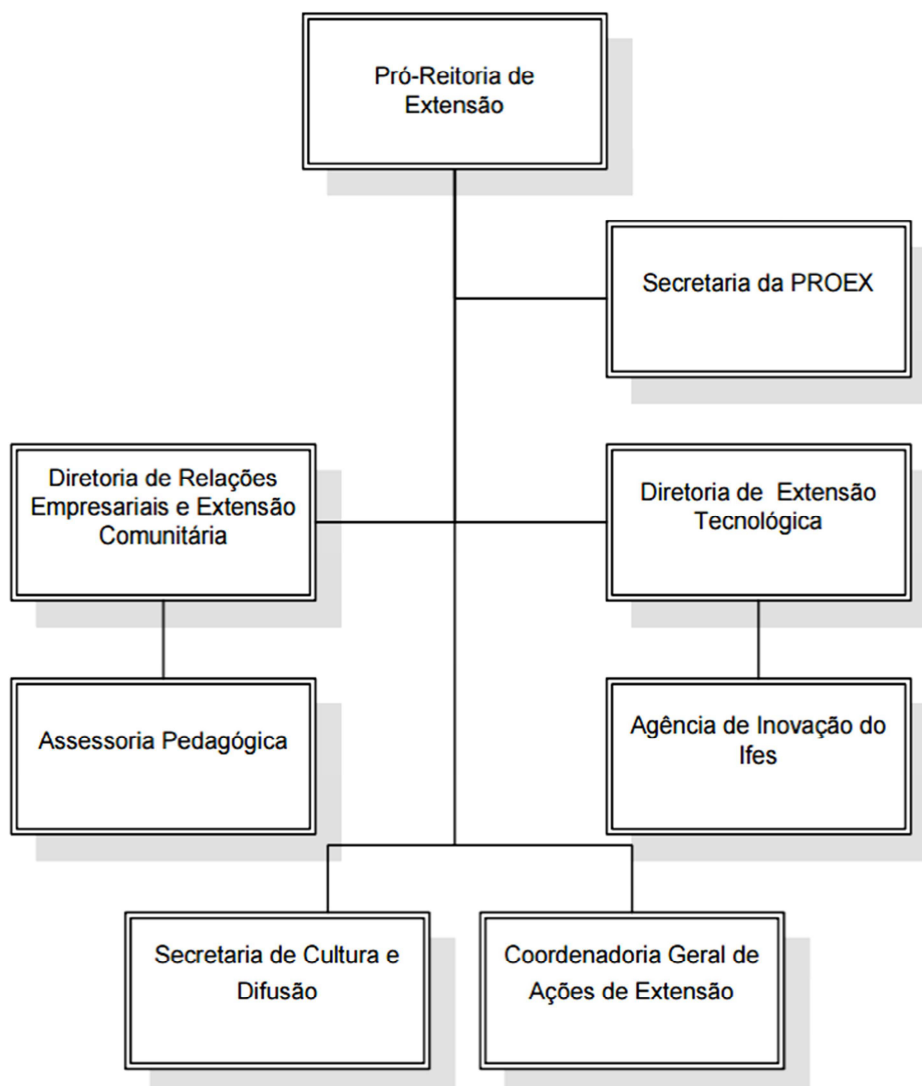 Pró-Reitoria de
Extensão
Secretaria da PROEX
Diretoria de Relações
Empresariais e Extensão
Comunitária
Diretoria de Extensão
Tecnológica
Assessoria Pedagógica
Agência de Inovação do
Ifes
Secretaria de Cultura e
Difusão
Coordenadoria Geral de
Ações de Extensão